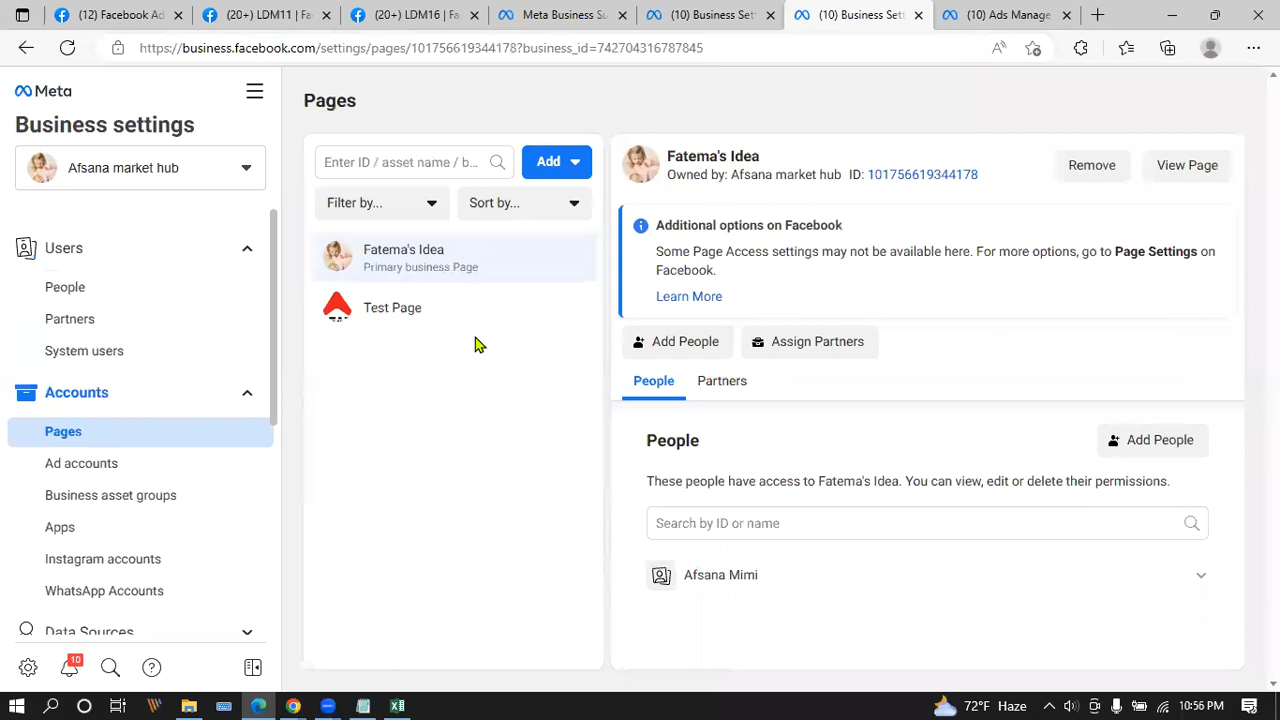 (12) Facebook Ad
(20+) LDM11 | Fa
(20+) LDM16 | Fa
Meta Business Su
(10) Business Set
(10) Business Set
(10) Ads Manage
https://business.facebook.com/settings/pages/101756619344178?business_id=742704316787845
Meta
Business settings
Afsana market hub
Users
People
Partners
System users
Accounts
Pages
Ad accounts
Business asset groups
Apps
Instagram accounts
WhatsApp Accounts
Data Sources
10
Pages
Enter ID / asset name / b...
Add
Filter by...
Sort by...
Fatema's Idea
Primary business Page
Test Page
Fatema's Idea
Owned by: Afsana market hub ID: 101756619344178
Remove
View Page
Additional options on Facebook
Some Page Access settings may not be available here. For more options, go to Page Settings on
Facebook.
Learn More
Add People
Assign Partners
People
Partners
People
Add People
These people have access to Fatema's Idea. You can view, edit or delete their permissions.
Search by ID or name
Afsana Mimi
72°F Haze
10:56 PM